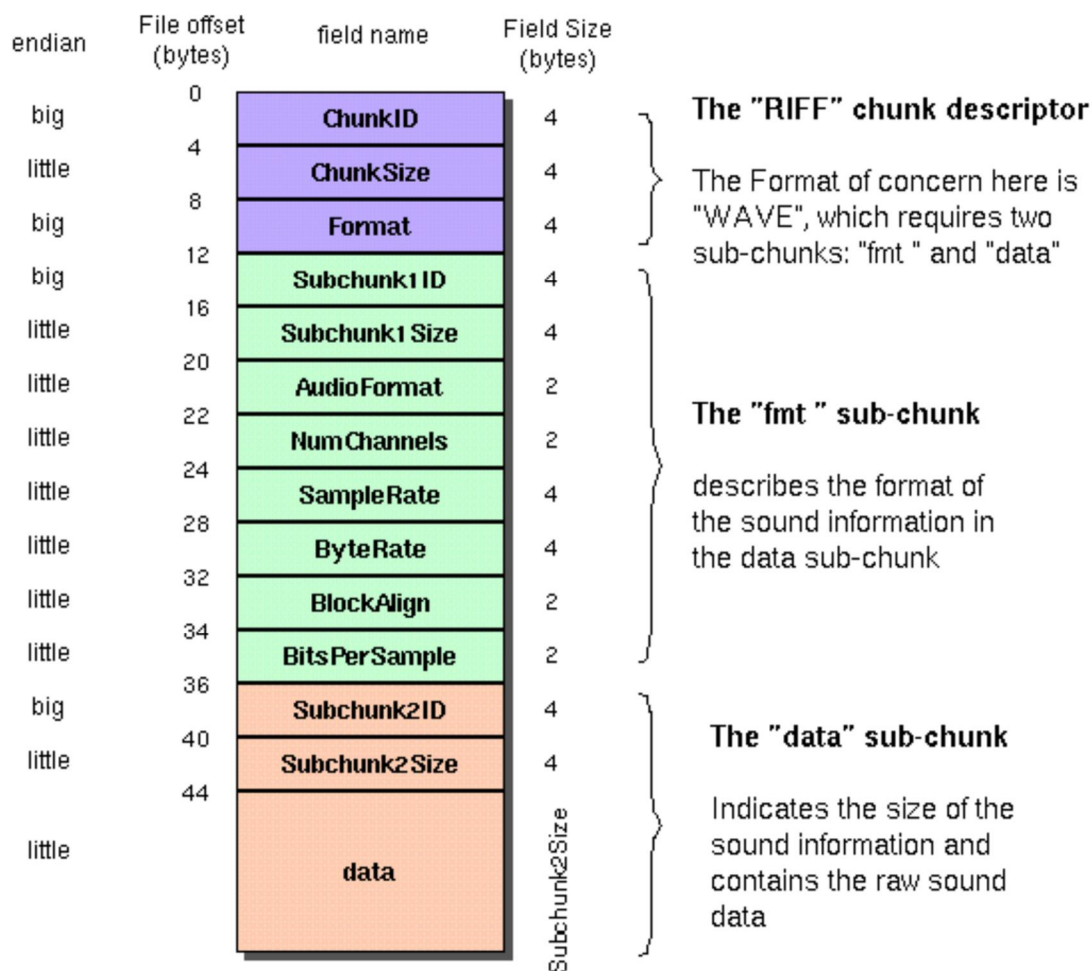 endian
File offset
(bytes)
field name
Field Size
(bytes)
0
big
ChunkID
4
4
little
ChunkSize
4
8
big
Format
4
12
The "RIFF" chunk descriptor
The Format of concern here is
"WAVE", which requires two
sub-chunks: "fmt " and "data"
big
Subchunk1ID
4
16
little
Subchunk1Size
4
20
little
AudioFormat
2
22
little
NumChannels
2
24
little
SampleRate
4
28
little
ByteRate
4
32
little
BlockAlign
2
34
little
BitsPerSample
2
36
The "fmt " sub-chunk
describes the format of
the sound information in
the data sub-chunk
big
Subchunk2ID
4
40
little
Subchunk2Size
4
44
little
data
Subchunk2Size
The "data" sub-chunk
Indicates the size of the
sound information and
contains the raw sound
data